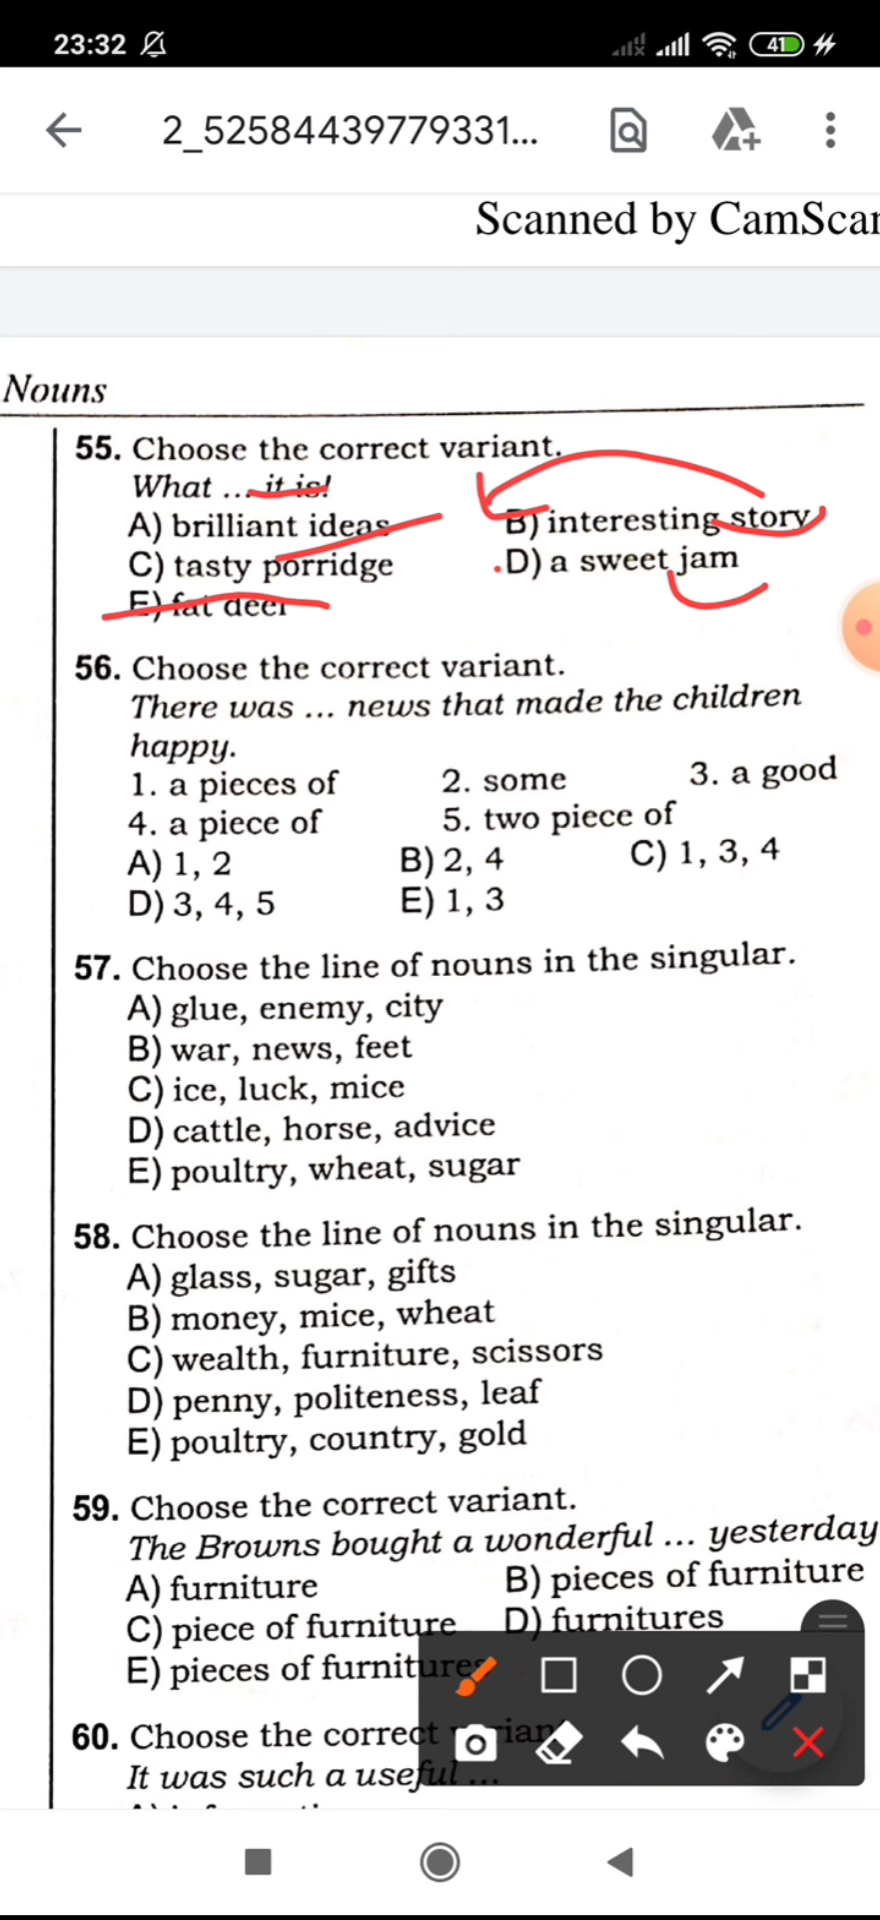 23:32
41
2_52584439779331...
Scanned by CamScan
Nouns
55. Choose the correct variant.
What ... it is!
A) brilliant ideas
B) interesting story
C) tasty porridge
D) a sweet jam
E) fat deer
56. Choose the correct variant.
There was ... news that made the children
happy.
1. a pieces of
2. some
3. a good
4. a piece of
5. two piece of
A) 1, 2
B) 2, 4
C) 1, 3, 4
D) 3, 4, 5
E) 1, 3
57. Choose the line of nouns in the singular.
A) glue, enemy, city
B) war, news, feet
C) ice, luck, mice
D) cattle, horse, advice
E) poultry, wheat, sugar
58. Choose the line of nouns in the singular.
A) glass, sugar, gifts
B) money, mice, wheat
C) wealth, furniture, scissors
D) penny, politeness, leaf
E) poultry, country, gold
59. Choose the correct variant.
The Browns bought a wonderful ... yesterday
A) furniture
B) pieces of furniture
C) piece of furniture
D) furnitures
E) pieces of furnitures
60. Choose the correct variant
It was such a useful ...